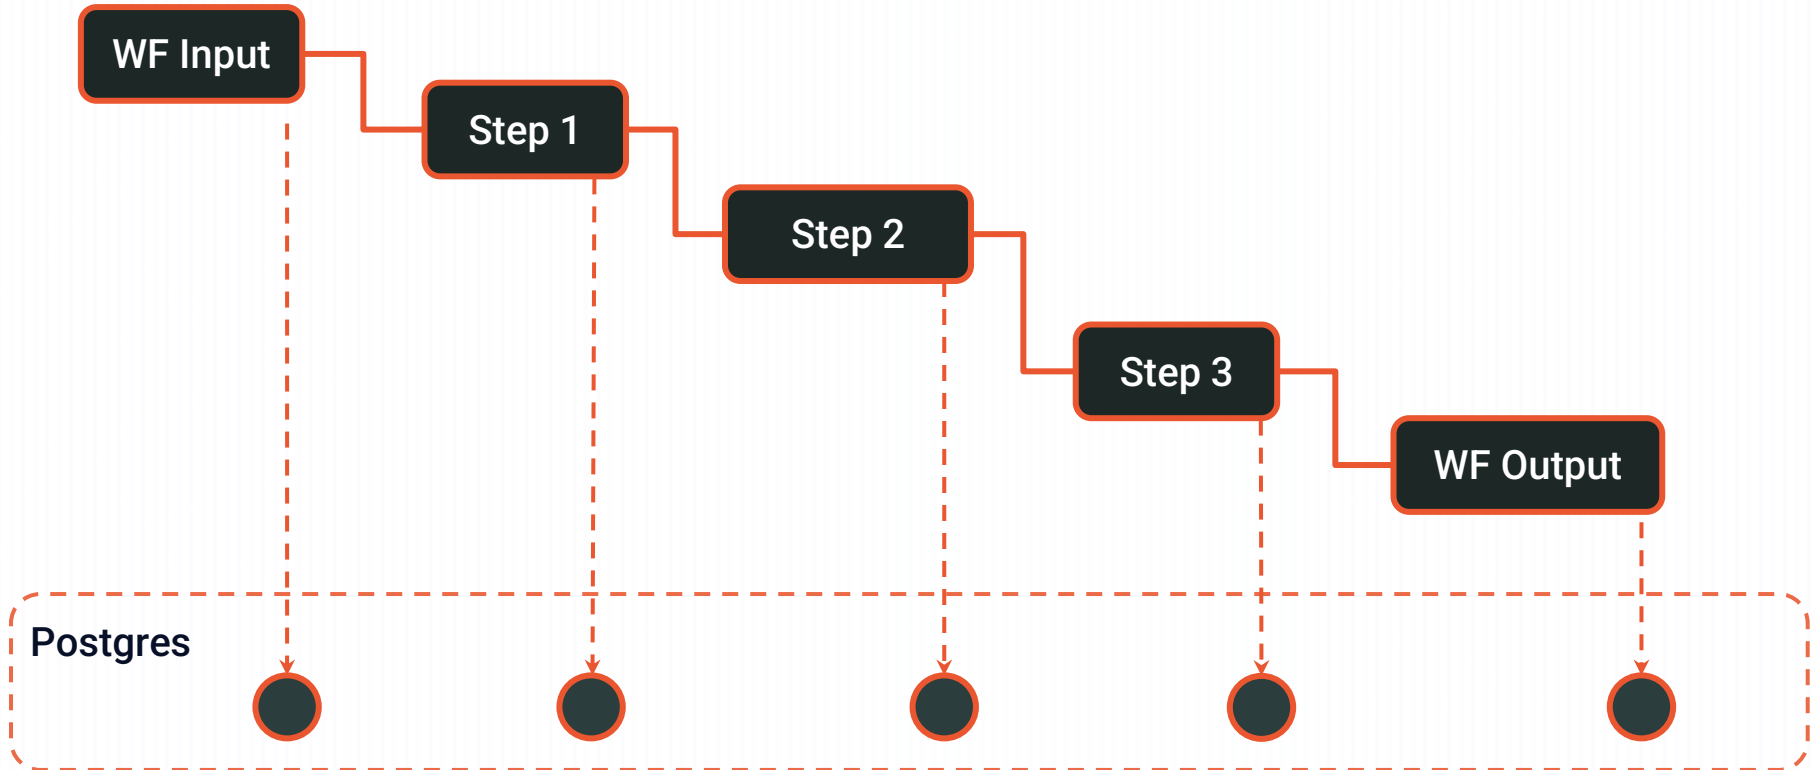 WF Input
Step 1
Step 2
Step 3
WF Output
Postgres